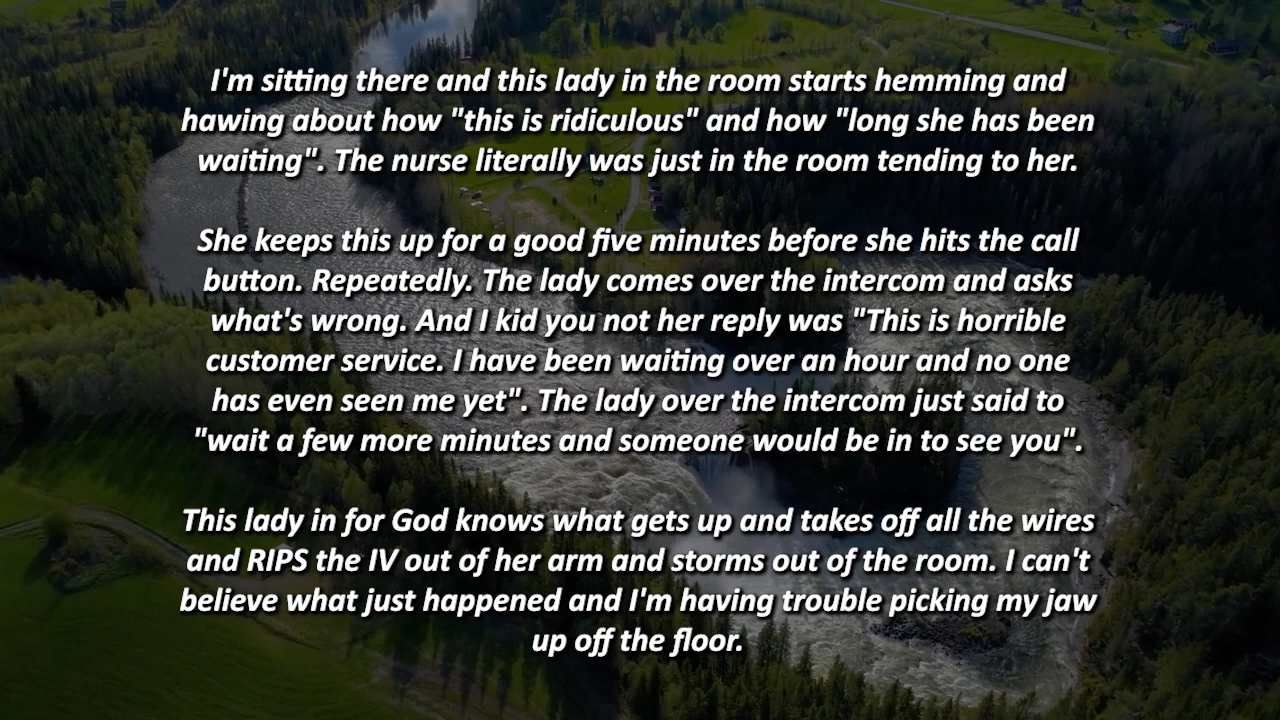 I'm sitting there and this lady in the room starts hemming and
hawing about how "this is ridiculous" and how "long she has been
waiting". The nurse literally was just in the room tending to her.
She keeps this up for a good five minutes before she hits the call
button. Repeatedly. The lady comes over the intercom and asks
what's wrong. And I kid you not her reply was "This is horrible
customer service. I have been waiting over an hour and no one
has even seen me yet". The lady over the intercom just said to
"wait a few more minutes and someone would be in to see you".
This lady in for God knows what gets up and takes off all the wires
and RIPS the IV out of her arm and storms out of the room. I can't
believe what just happened and I'm having trouble picking my jaw
up off the floor.